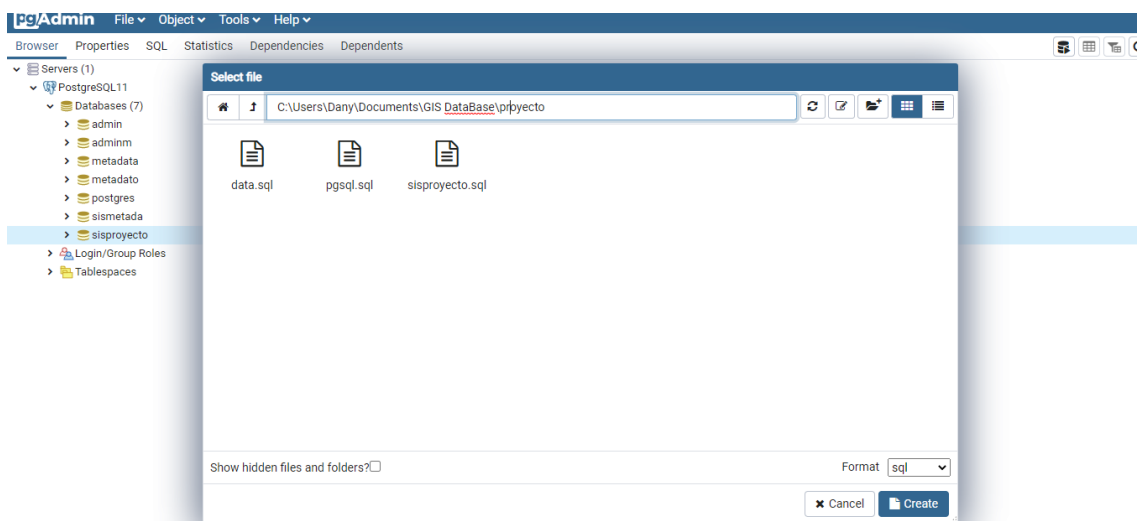 pgAdmin File Object Tools Help
Browser Properties SQL Statistics Dependencies Dependents
Servers (1)
PostgreSQL11
Databases (7)
admin
adminm
metadata
metadato
postgres
sismetada
sisproyecto
Login/Group Roles
Tablespaces
Select file
C:\Users\Dany\Documents\GIS DataBase\proyecto
data.sql pgsql.sql sisproyecto.sql
Show hidden files and folders? Format sql
Cancel Create